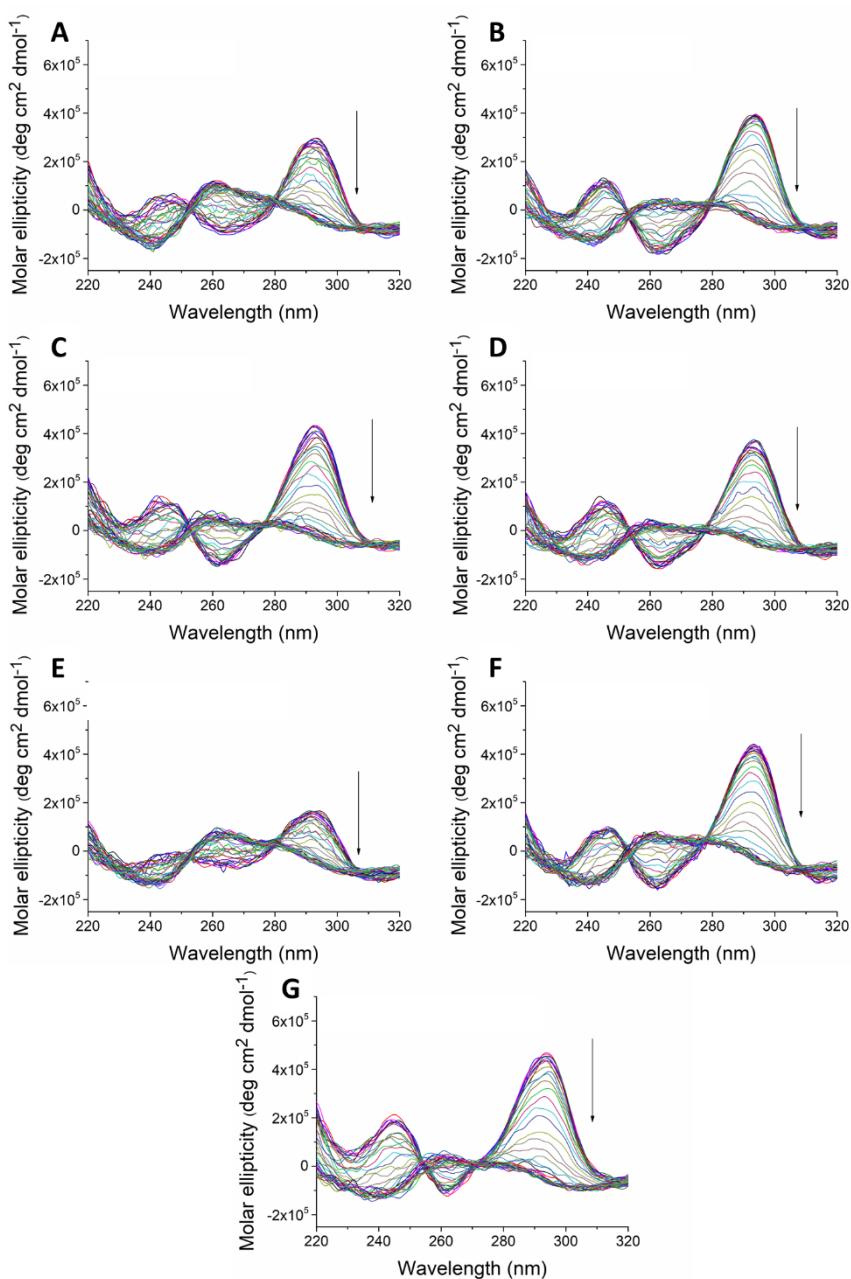 A
Molar ellipticity (deg cm² dmol⁻¹)
6x10⁵
4x10⁵
2x10⁵
0
-2x10⁵
220 240 260 280 300 320
Wavelength (nm)
B
Molar ellipticity (deg cm² dmol⁻¹)
6x10⁵
4x10⁵
2x10⁵
0
-2x10⁵
220 240 260 280 300 320
Wavelength (nm)
C
Molar ellipticity (deg cm² dmol⁻¹)
6x10⁵
4x10⁵
2x10⁵
0
-2x10⁵
220 240 260 280 300 320
Wavelength (nm)
D
Molar ellipticity (deg cm² dmol⁻¹)
6x10⁵
4x10⁵
2x10⁵
0
-2x10⁵
220 240 260 280 300 320
Wavelength (nm)
E
Molar ellipticity (deg cm² dmol⁻¹)
6x10⁵
4x10⁵
2x10⁵
0
-2x10⁵
220 240 260 280 300 320
Wavelength (nm)
F
Molar ellipticity (deg cm² dmol⁻¹)
6x10⁵
4x10⁵
2x10⁵
0
-2x10⁵
220 240 260 280 300 320
Wavelength (nm)
G
Molar ellipticity (deg cm² dmol⁻¹)
6x10⁵
4x10⁵
2x10⁵
0
-2x10⁵
220 240 260 280 300 320
Wavelength (nm)